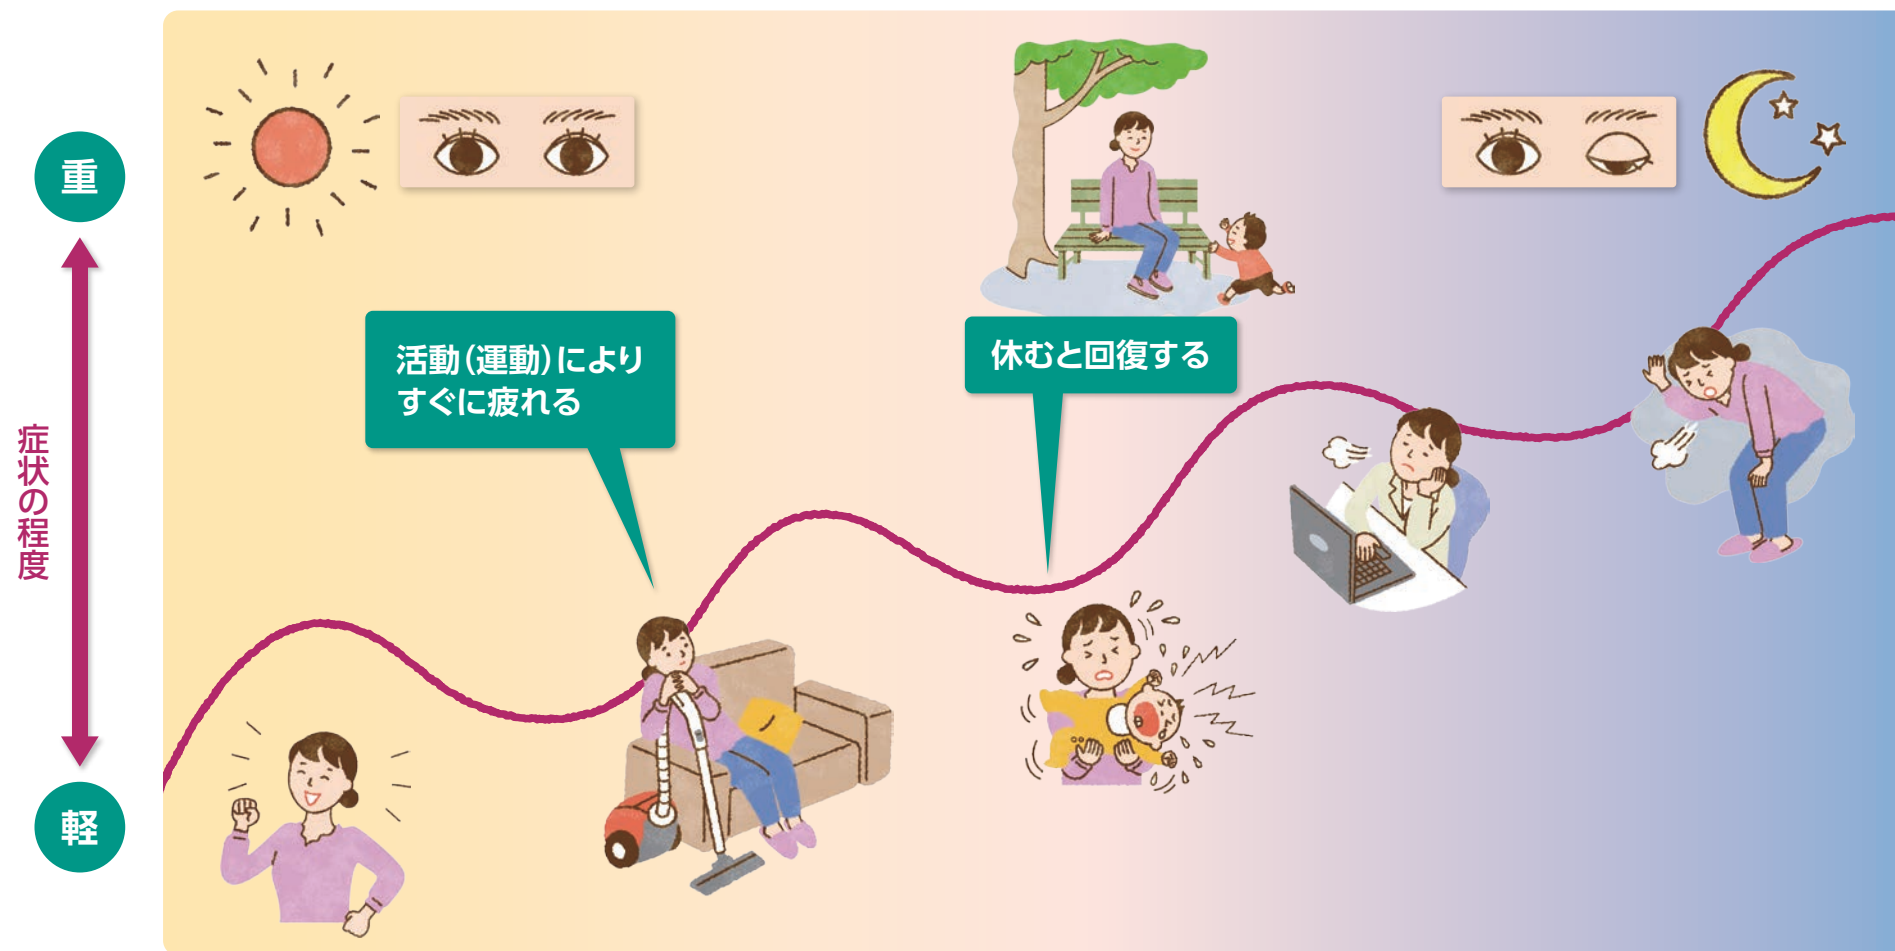 重
症状の程度
軽
活動（運動）により
すぐに疲れる
休むと回復する